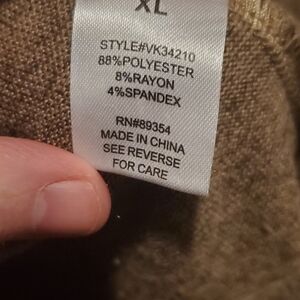 XL
STYLE#VK34210
88%POLYESTER
8%RAYON
4%SPANDEX
RN#89354
MADE IN CHINA
SEE REVERSE
FOR CARE